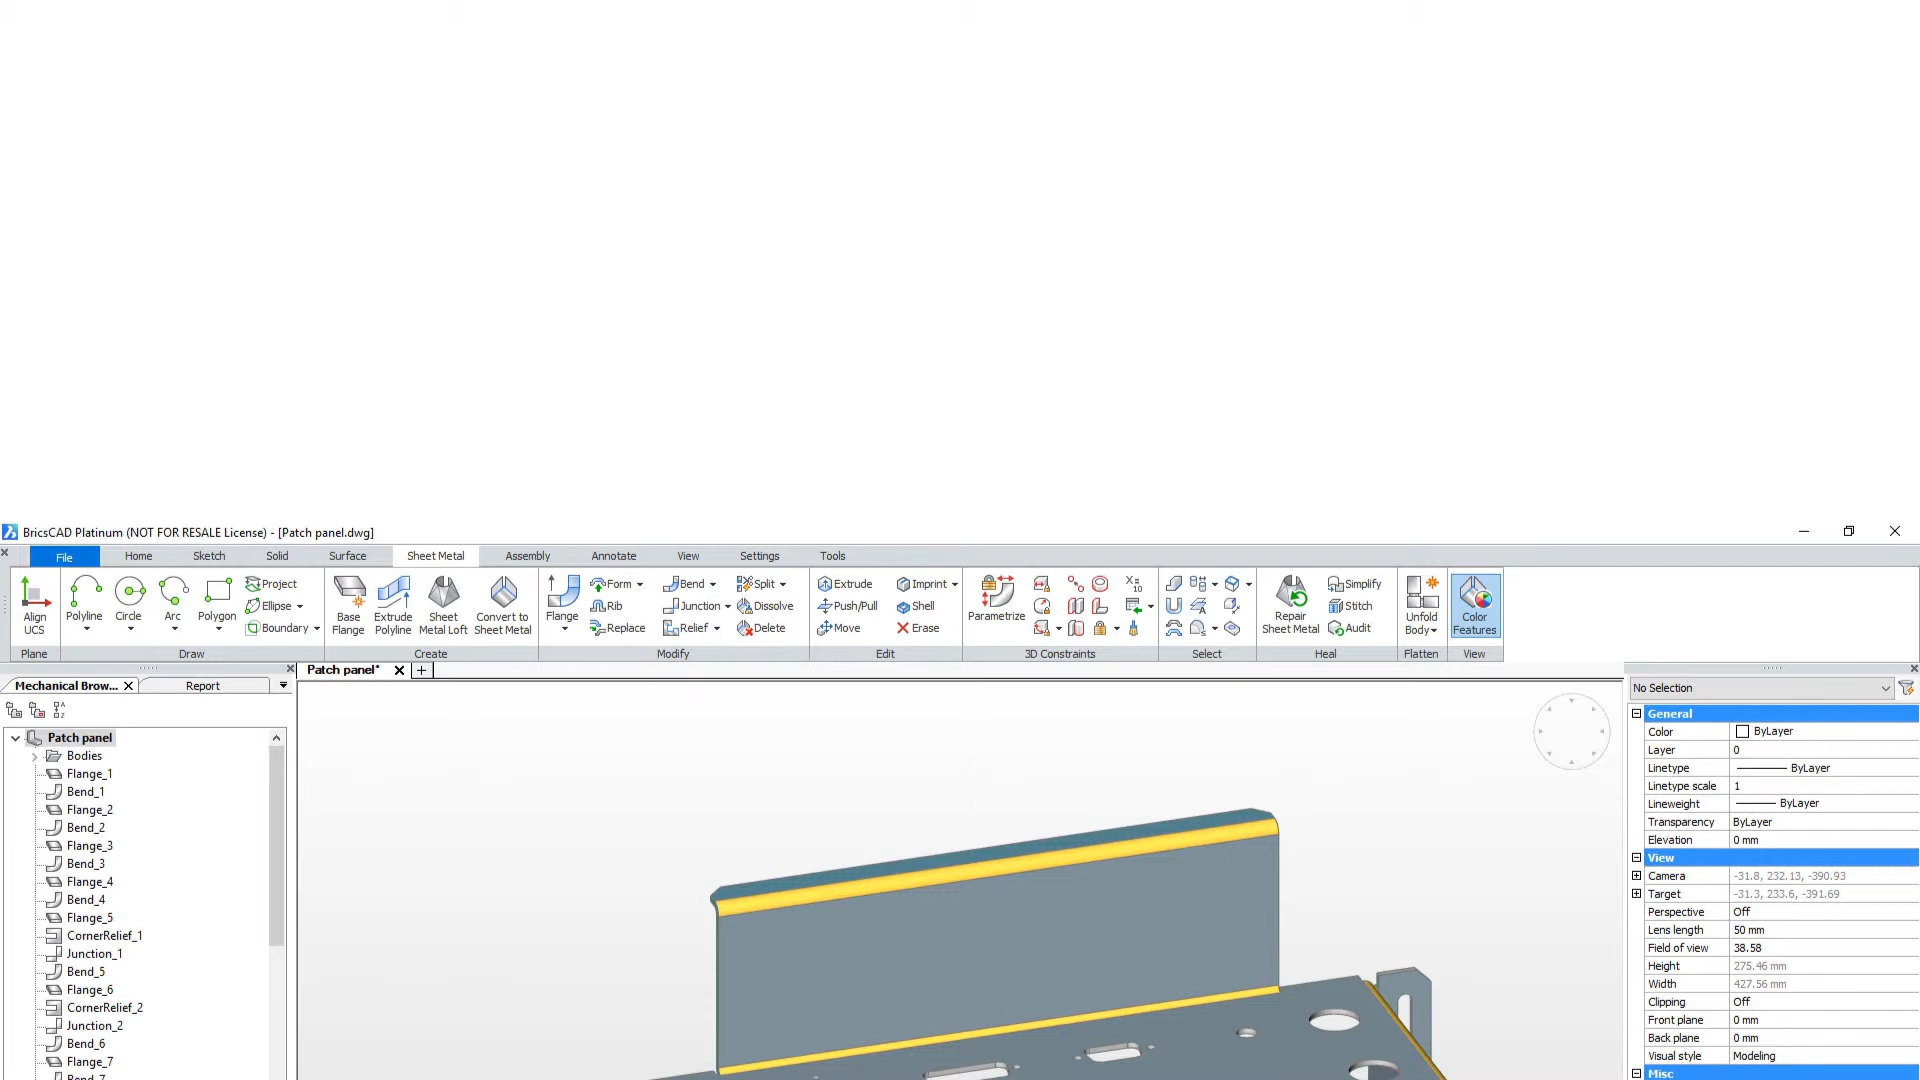 BricsCAD Platinum (NOT FOR RESALE License) - [Patch panel.dwg]
File Home Sketch Solid Surface Sheet Metal Assembly Annotate View Settings Tools
Align UCS
Polyline
Circle
Arc
Polygon
Project
Ellipse
Boundary
Base Flange
Extrude Polyline
Sheet Metal Loft
Convert to Sheet Metal
Flange
Form
Rib
Replace
Bend
Junction
Relief
Split
Dissolve
Delete
Extrude
Push/Pull
Move
Imprint
Shell
Erase
Parametrize
Repair Sheet Metal
Simplify
Stitch
Audit
Unfold Body
Color Features
Plane Draw Create Modify Edit 3D Constraints Select Heal Flatten View
Patch panel*
Mechanical Brow... Report
Patch panel
Bodies
Flange_1
Bend_1
Flange_2
Bend_2
Flange_3
Bend_3
Flange_4
Bend_4
Flange_5
CornerRelief_1
Junction_1
Bend_5
Flange_6
CornerRelief_2
Junction_2
Bend_6
Flange_7
Bend_7
No Selection
General
Color ByLayer
Layer 0
Linetype ByLayer
Linetype scale 1
Lineweight ByLayer
Transparency ByLayer
Elevation 0 mm
View
Camera -31.8, 232.13, -390.93
Target -31.3, 233.6, -391.69
Perspective Off
Lens length 50 mm
Field of view 38.58
Height 275.46 mm
Width 427.56 mm
Clipping Off
Front plane 0 mm
Back plane 0 mm
Visual style Modeling
Misc